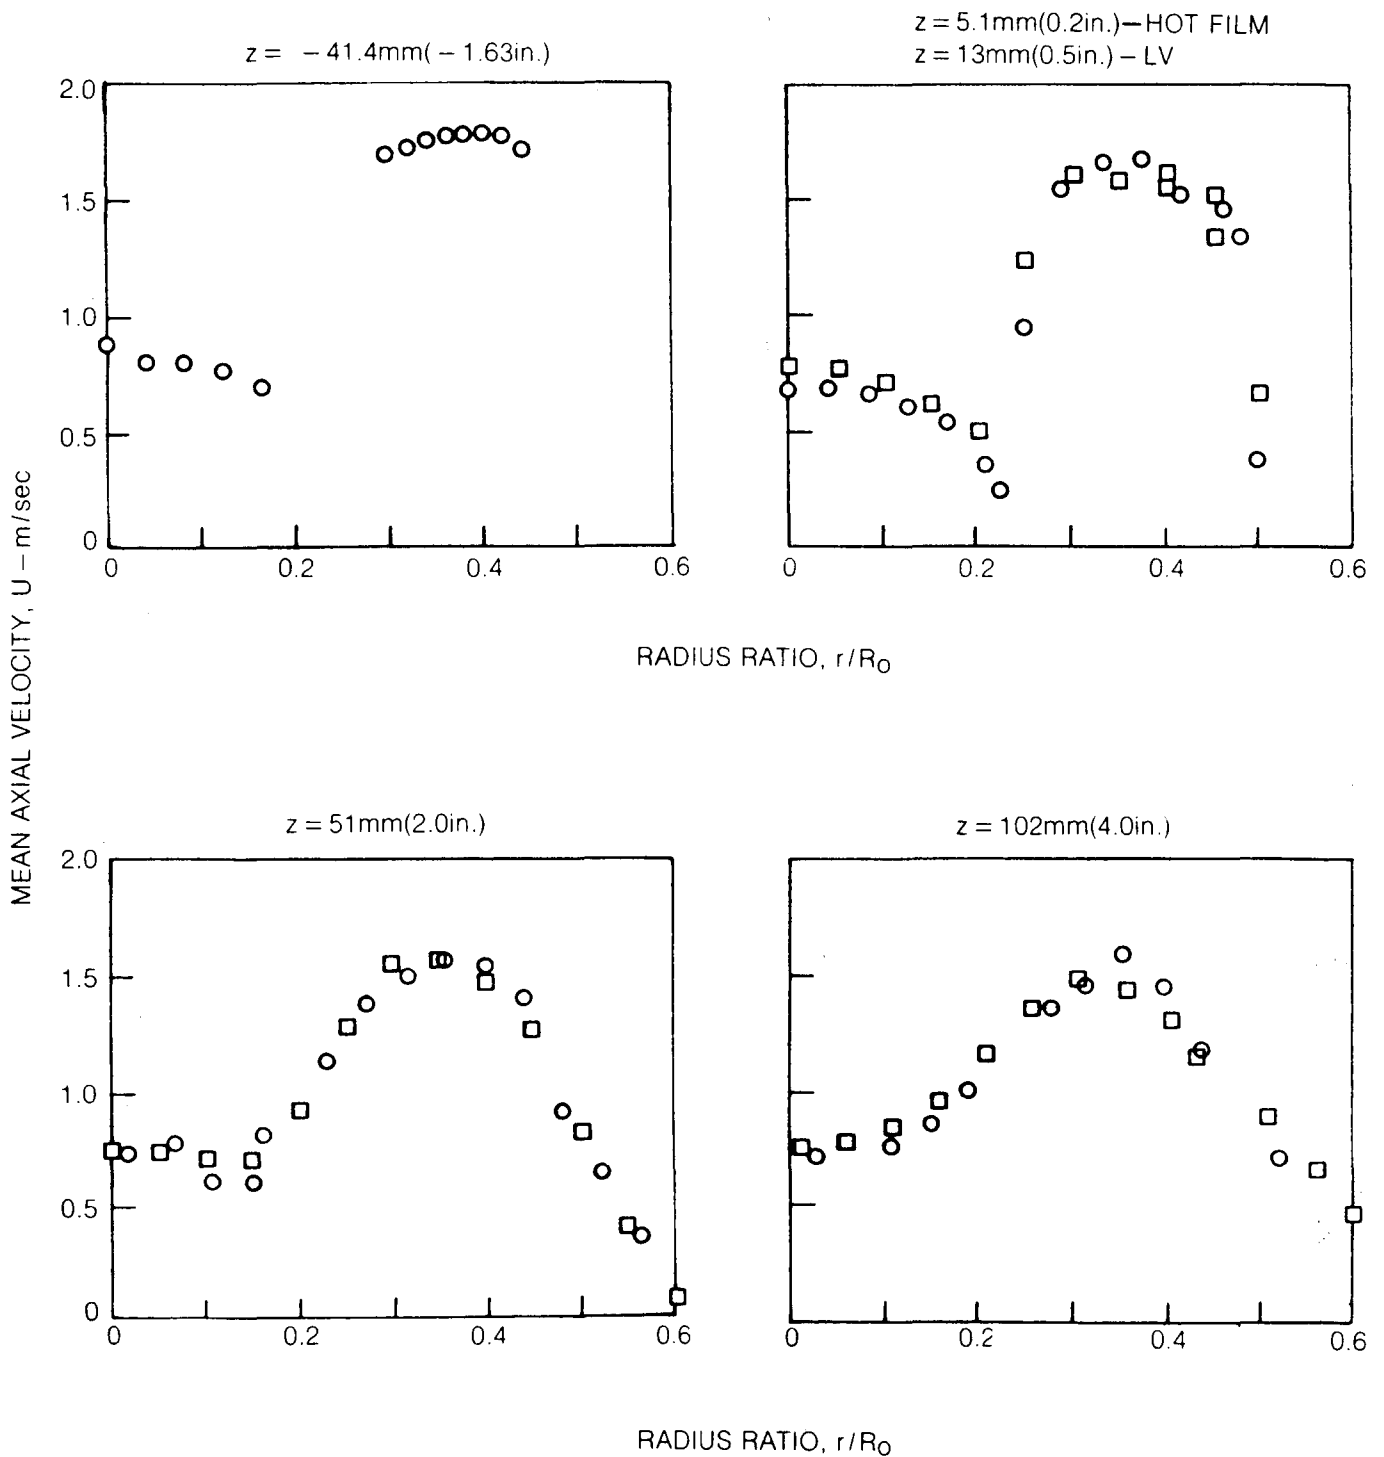 z = 5.1mm(0.2in.)–HOT FILM
z = – 41.4mm( – 1.63in.)
z = 13mm(0.5in.) – LV
2.0
1.5
1.0
0.5
0
0 0.2 0.4 0.6
0 0.2 0.4 0.6
RADIUS RATIO, r/RO
MEAN AXIAL VELOCITY, U – m/sec
z = 51mm(2.0in.)
z = 102mm(4.0in.)
2.0
1.5
1.0
0.5
0
0 0.2 0.4 0.6
0 0.2 0.4 0.6
RADIUS RATIO, r/RO